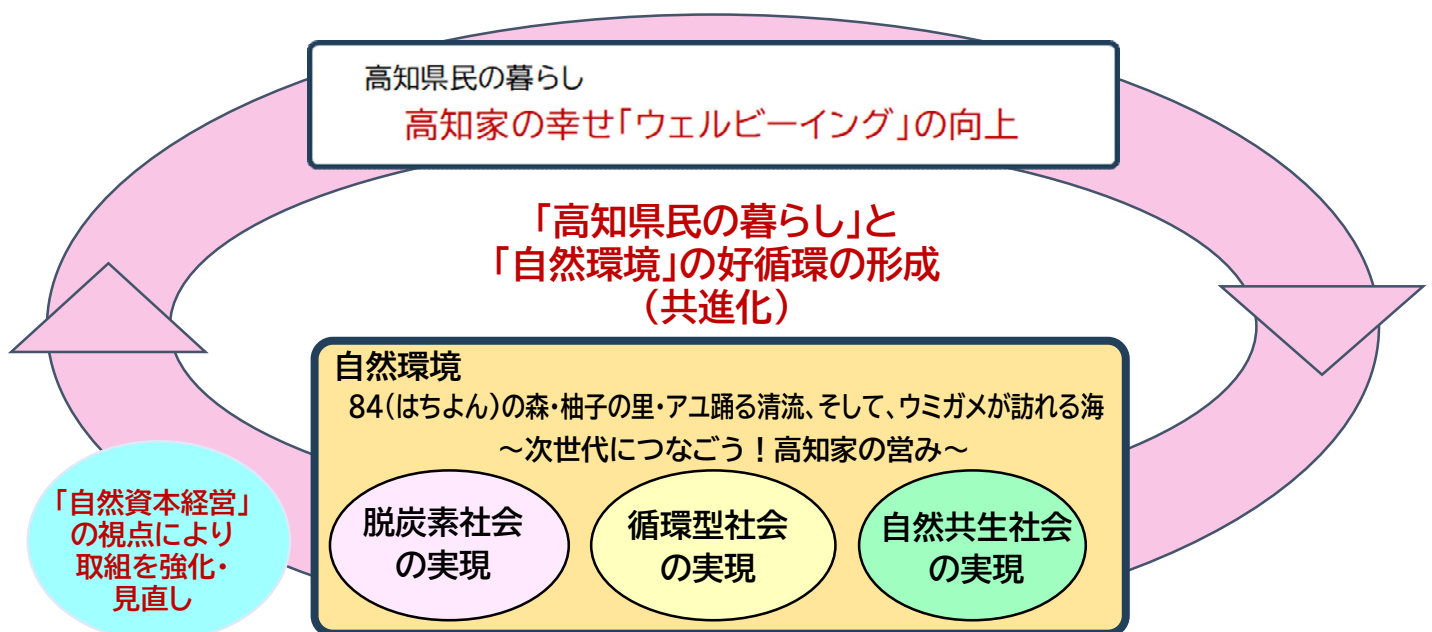 高知県民の暮らし
高知家の幸せ「ウェルビーイング」の向上
「高知県民の暮らし」と
「自然環境」の好循環の形成
（共進化）
自然環境
84(はちよん)の森・柚子の里・アユ踊る清流、そして、ウミガメが訪れる海
～次世代につなごう！高知家の営み～
脱炭素社会
の実現
循環型社会
の実現
自然共生社会
の実現
「自然資本経営」
の視点により
取組を強化・
見直し